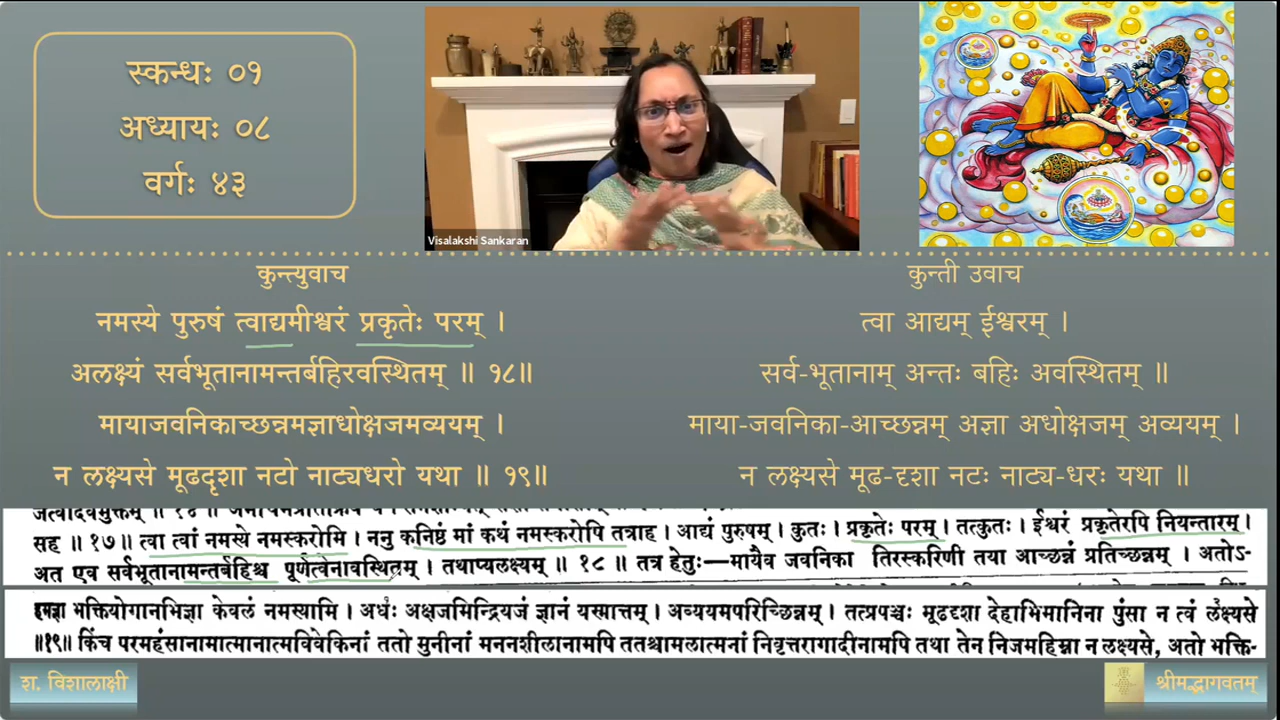 स्कन्धः ०१
अध्यायः ०८
वर्गः ४३
Visalakshi Sankaran
कुन्त्युवाच
नमस्ये पुरुषं त्वाद्यमीश्वरं प्रकृतेः परम् ।
अलक्ष्यं सर्वभूतानामन्तर्बहिरवस्थितम् ॥ १८॥
मायाजवनिकाच्छन्नमज्ञाधोक्षजमव्ययम् ।
न लक्ष्यसे मूढदृशा नटो नाट्यधरो यथा ॥ १९॥
कुन्ती उवाच
त्वा आद्यम् ईश्वरम् ।
सर्व-भूतानाम् अन्तः बहिः अवस्थितम् ॥
माया-जवनिका-आच्छन्नम् अज्ञा अधोक्षजम् अव्ययम् ।
न लक्ष्यसे मूढ-दृशा नटः नाट्य-धरः यथा ॥
सह ॥ १७॥ त्वा त्वां नमस्ये नमस्करोमि । ननु कनिष्ठं मां कथं नमस्करोषि तत्राह । आद्यं पुरुषम् । कुतः । प्रकृतेः परम् । तत्कुतः । ईश्वरं प्रकृतेरपि नियन्तारम् ।
अत एव सर्वभूतानामन्तर्बहिश्च पूर्णत्वेनावस्थितम् । तथाप्यलक्ष्यम् ॥ १८ ॥ तत्र हेतुः—मायैव जवनिका तिरस्करिणी तया आच्छन्नं प्रतिच्छन्नम् । अतोऽ-
हमज्ञा भक्तियोगानभिज्ञा केवलं नमस्यामि । अधः अक्षजमिन्द्रियजं ज्ञानं यस्मात्तम् । अव्ययमपरिच्छिन्नम् । तत्प्रपञ्चः मूढदृशा देहाभिमानिना पुंसा न त्वं लक्ष्यसे
॥१९॥ किंच परमहंसानामात्मानात्मविवेकिनां ततो मुनीनां मननशीलानामपि ततश्चामलात्मनां निवृत्तरागादीनामपि तथा तेन निजमहिम्ना न लक्ष्यसे, अतो भक्ति-
श. विशालाक्षी
श्रीमद्भागवतम्